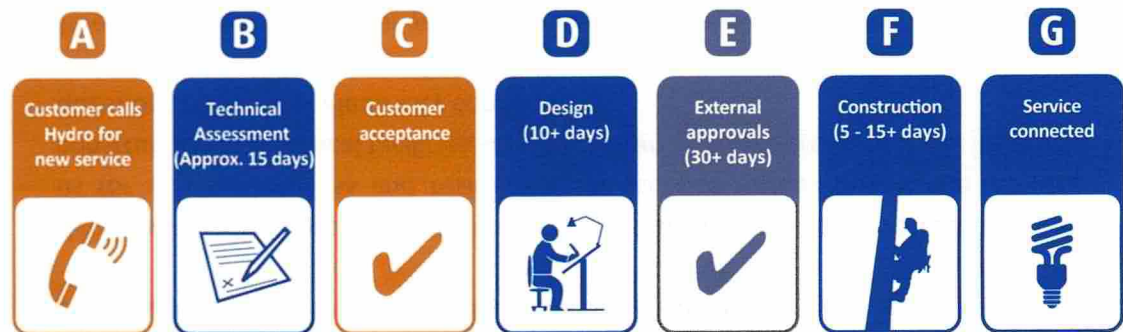 A
B
C
D
E
F
G
Customer calls
Hydro for
new service
Technical
Assessment
(Approx. 15 days)
Customer
acceptance
Design
(10+ days)
External
approvals
(30+ days)
Construction
(5 - 15+ days)
Service
connected
x